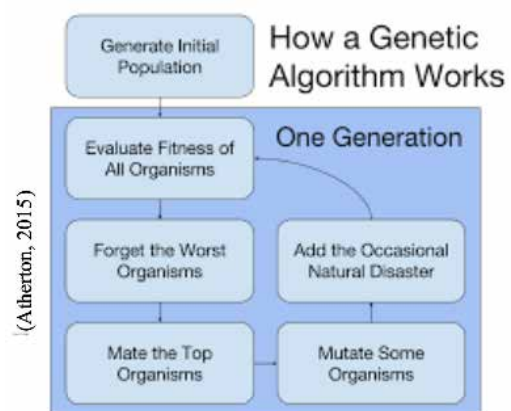 Generate Initial
Population
How a Genetic
Algorithm Works
One Generation
Evaluate Fitness of
All Organisms
Forget the Worst
Organisms
Mate the Top
Organisms
Mutate Some
Organisms
Add the Occasional
Natural Disaster
(Atherton, 2015)